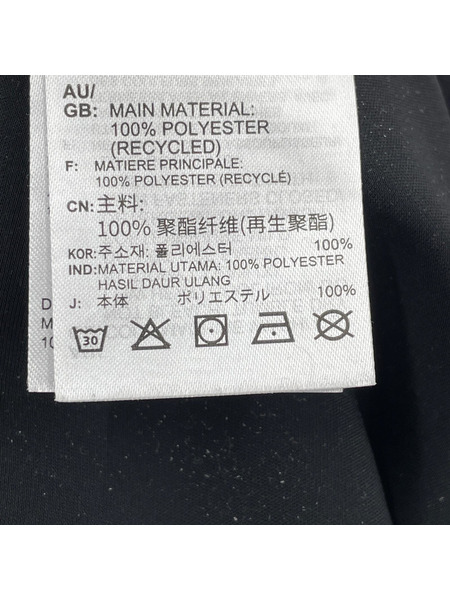 AU/
GB: MAIN MATERIAL:
100% POLYESTER
(RECYCLED)
F: MATIERE PRINCIPALE:
100% POLYESTER (RECYCLÉ)
CN: 主料:
100% 聚酯纤维(再生聚酯)
KOR: 주소재: 폴리에스터 100%
IND: MATERIAL UTAMA: 100% POLYESTER
HASIL DAUR ULANG
J: 本体 ポリエステル 100%
30